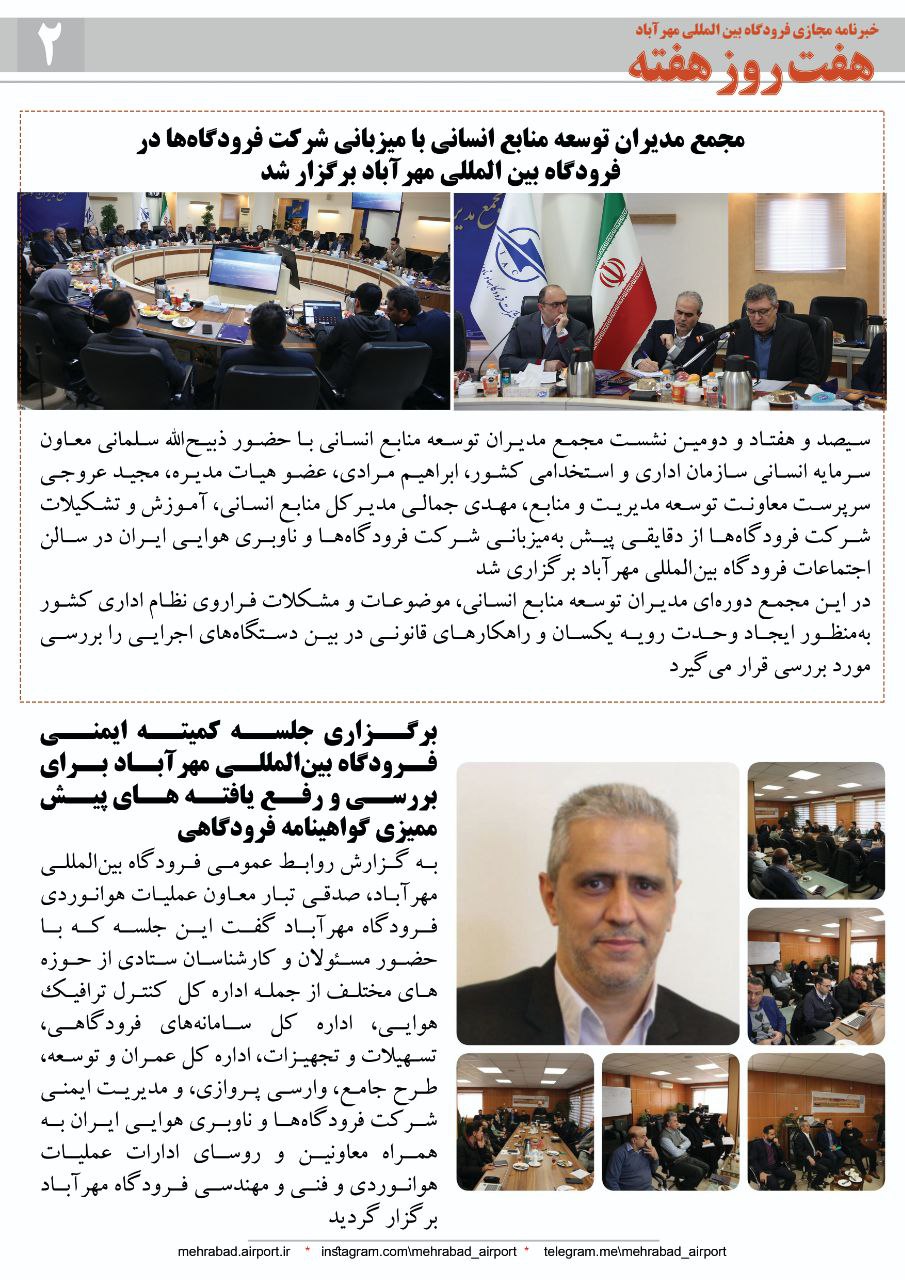 خبرنامه مجازی فرودگاه بین المللی مهرآباد
هفت روز هفته
۲
مجمع مدیران توسعه منابع انسانی با میزبانی شرکت فرودگاه‌ها در
فرودگاه بین المللی مهرآباد برگزار شد
سیصد و هفتاد و دومین نشست مجمع مدیران توسعه منابع انسانی با حضور ذبیح‌الله سلمانی معاون
سرمایه انسانی سازمان اداری و استخدامی کشور، ابراهیم مرادی، عضو هیات مدیره، مجید عروجی
سرپرست معاونت توسعه مدیریت و منابع، مهدی جمالی مدیرکل منابع انسانی، آموزش و تشکیلات
شرکت فرودگاه‌ها از دقایقی پیش به‌میزبانی شرکت فرودگاه‌ها و ناوبری هوایی ایران در سالن
اجتماعات فرودگاه بین‌المللی مهرآباد برگزاری شد
در این مجمع دوره‌ای مدیران توسعه منابع انسانی، موضوعات و مشکلات فراروی نظام اداری کشور
به‌منظور ایجاد وحدت رویه یکسان و راهکارهای قانونی در بین دستگاه‌های اجرایی را بررسی
مورد بررسی قرار می‌گیرد
برگزاری جلسه کمیته ایمنی
فرودگاه بین‌المللی مهرآباد برای
بررسی و رفع یافته های پیش
ممیزی گواهینامه فرودگاهی
به گزارش روابط عمومی فرودگاه بین‌المللی
مهرآباد، صدقی تبار معاون عملیات هوانوردی
فرودگاه مهرآباد گفت این جلسه که با
حضور مسئولان و کارشناسان ستادی از حوزه
های مختلف از جمله اداره کل کنترل ترافیک
هوایی، اداره کل سامانه‌های فرودگاهی،
تسهیلات و تجهیزات، اداره کل عمران و توسعه،
طرح جامع، وارسی پروازی، و مدیریت ایمنی
شرکت فرودگاه‌ها و ناوبری هوایی ایران به
همراه معاونین و روسای ادارات عملیات
هوانوردی و فنی و مهندسی فرودگاه مهرآباد
برگزار گردید
mehrabad.airport.ir * instagram.com\mehrabad_airport * telegram.me\mehrabad_airport